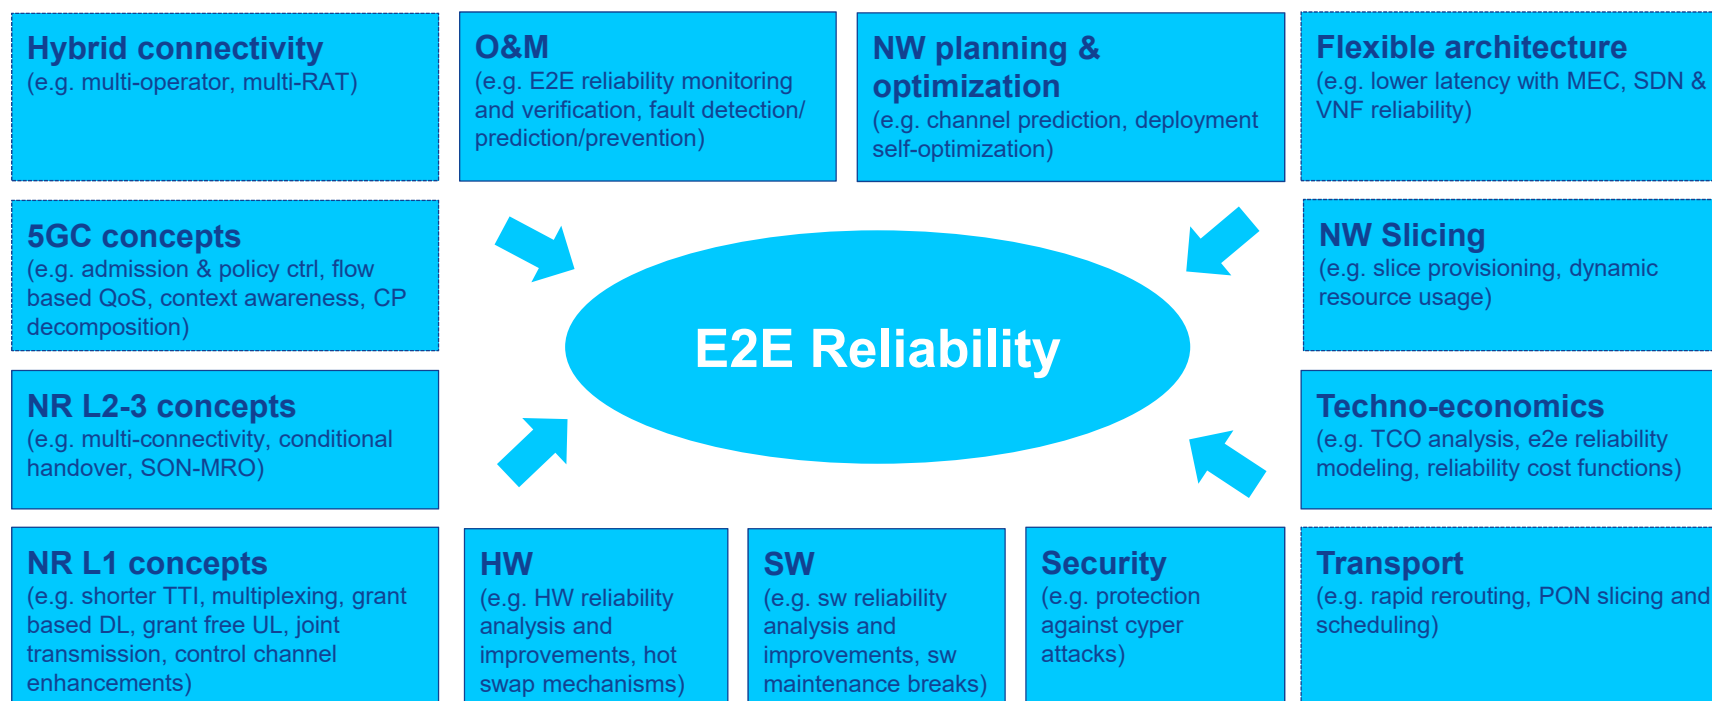 Hybrid connectivity
(e.g. multi-operator, multi-RAT)
O&M
(e.g. E2E reliability monitoring
and verification, fault detection/
prediction/prevention)
NW planning &
optimization
(e.g. channel prediction, deployment
self-optimization)
Flexible architecture
(e.g. lower latency with MEC, SDN &
VNF reliability)
5GC concepts
(e.g. admission & policy ctrl, flow
based QoS, context awareness, CP
decomposition)
NW Slicing
(e.g. slice provisioning, dynamic
resource usage)
E2E Reliability
NR L2-3 concepts
(e.g. multi-connectivity, conditional
handover, SON-MRO)
Techno-economics
(e.g. TCO analysis, e2e reliability
modeling, reliability cost functions)
NR L1 concepts
(e.g. shorter TTI, multiplexing, grant
based DL, grant free UL, joint
transmission, control channel
enhancements)
HW
(e.g. HW reliability
analysis and
improvements, hot
swap mechanisms)
SW
(e.g. sw reliability
analysis and
improvements, sw
maintenance breaks)
Security
(e.g. protection
against cyper
attacks)
Transport
(e.g. rapid rerouting, PON slicing and
scheduling)